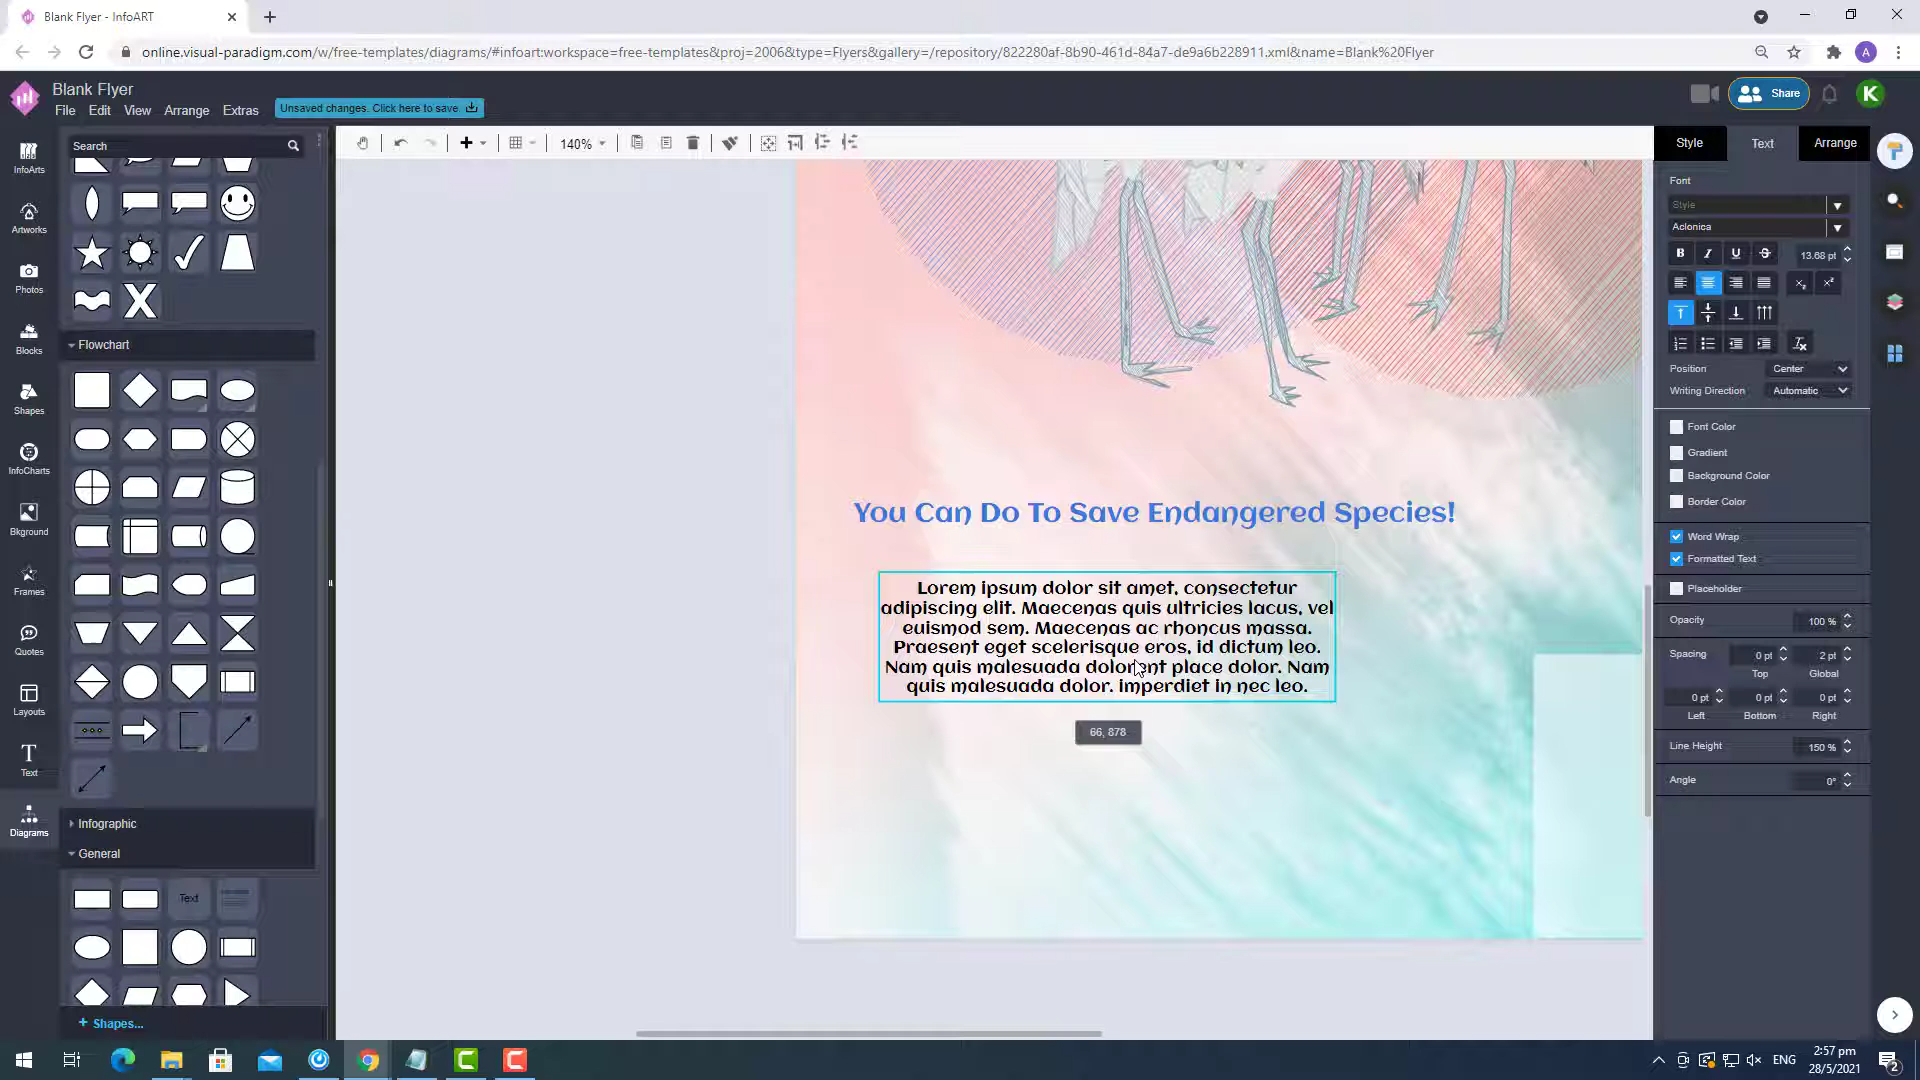 Blank Flyer - InfoART
online.visual-paradigm.com/w/free-templates/diagrams/#infoart:workspace=free-templates&proj=2006&type=Flyers&gallery=/repository/822280af-8b90-461d-84a7-de9a6b228911.xml&name=Blank%20Flyer
A
Blank Flyer
File Edit View Arrange Extras
Unsaved changes. Click here to save.
Share
K
InfoArts
Artworks
Photos
Blocks
Shapes
InfoCharts
Bkground
Frames
Quotes
Layouts
T
Text
Diagrams
Search
Flowchart
Infographic
General
Text
+ Shapes...
140%
You Can Do To Save Endangered Species!
Lorem ipsum dolor sit amet, consectetur
adipiscing elit. Maecenas quis ultricies lacus, vel
euismod sem. Maecenas ac rhoncus massa.
Praesent eget scelerisque eros, id dictum leo.
Nam quis malesuada dolor place dolor. Nam
quis malesuada dolor. imperdiet in nec leo.
66, 878
Style Text Arrange
Font
Style
Aclonica
B I U S 13.68 pt
Position Center
Writing Direction Automatic
Font Color
Gradient
Background Color
Border Color
Word Wrap
Formatted Text
Placeholder
Opacity 100 %
Spacing 0 pt 2 pt
Top Global
0 pt 0 pt 0 pt
Left Bottom Right
Line Height 150 %
Angle 0°
ENG
2:57 pm
28/5/2021
2